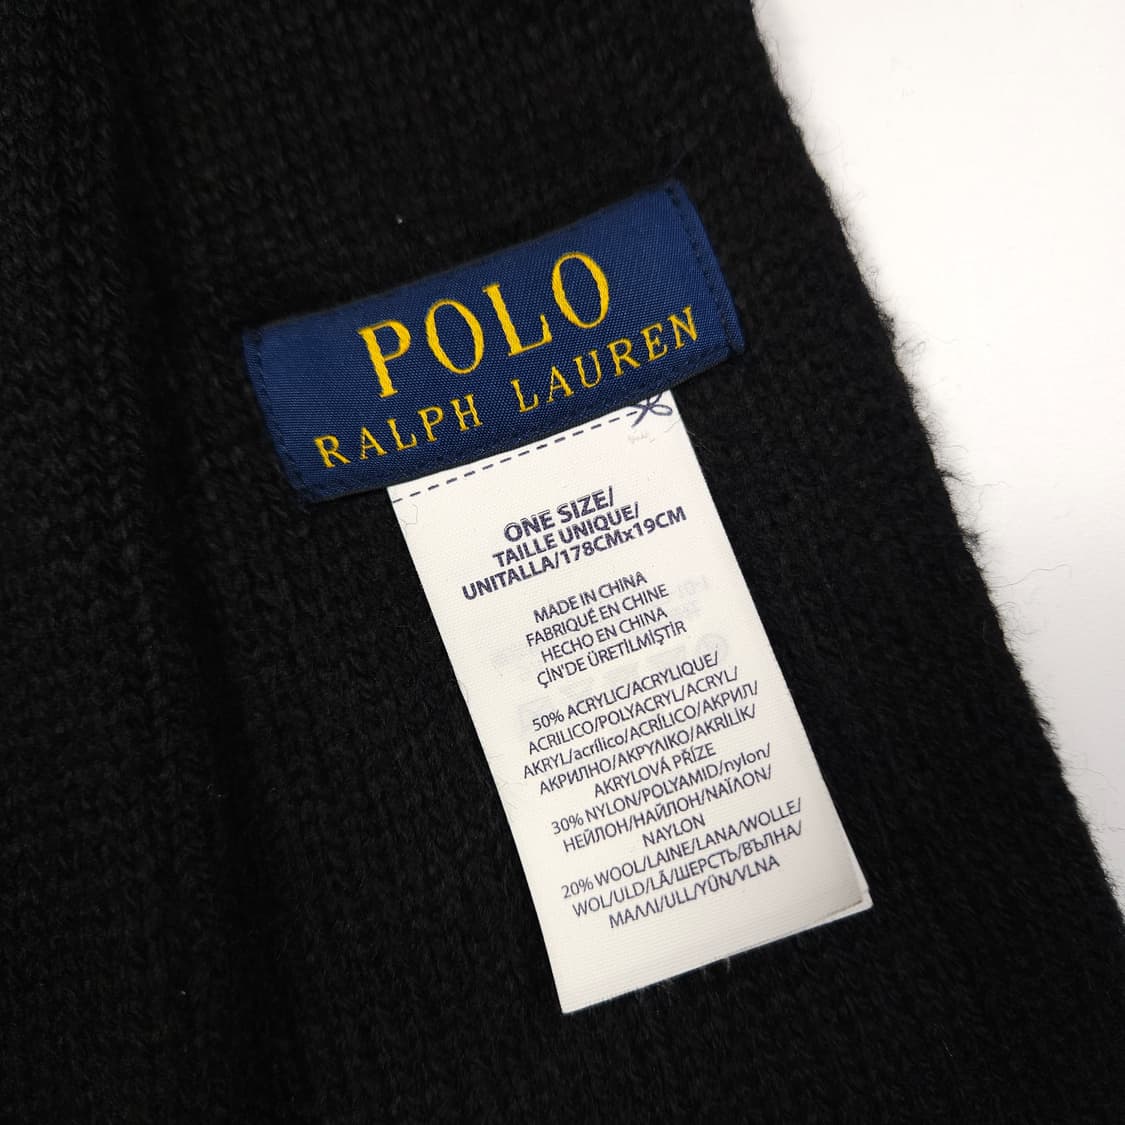 POLO
RALPH LAUREN
ONE SIZE/
TAILLE UNIQUE/
UNITALLA/178CMx19CM
MADE IN CHINA
FABRIQUÉ EN CHINE
HECHO EN CHINA
ÇİN'DE ÜRETİLMİŞTİR
50% ACRYLIC/ACRYLIQUE/
ACRILICO/POLYACRYL/ACRYL/
AKRYL/acrílico/ACRÍLICO/АКРИЛ/
АКРИЛНО/ΑΚΡΥΛΙΚΟ/AKRİLİK/
AKRYLOVÁ PŘÍZE
30% NYLON/POLYAMID/nylon/
НЕЙЛОН/НАЙЛОН/ΝΑΪΛΟΝ/
NAYLON
20% WOOL/LAINE/LANA/WOLLE/
WOL/ULD/LÃ/ШЕРСТЬ/ВЪЛНА/
ΜΑΛΛΙ/ULL/YÜN/VLNA